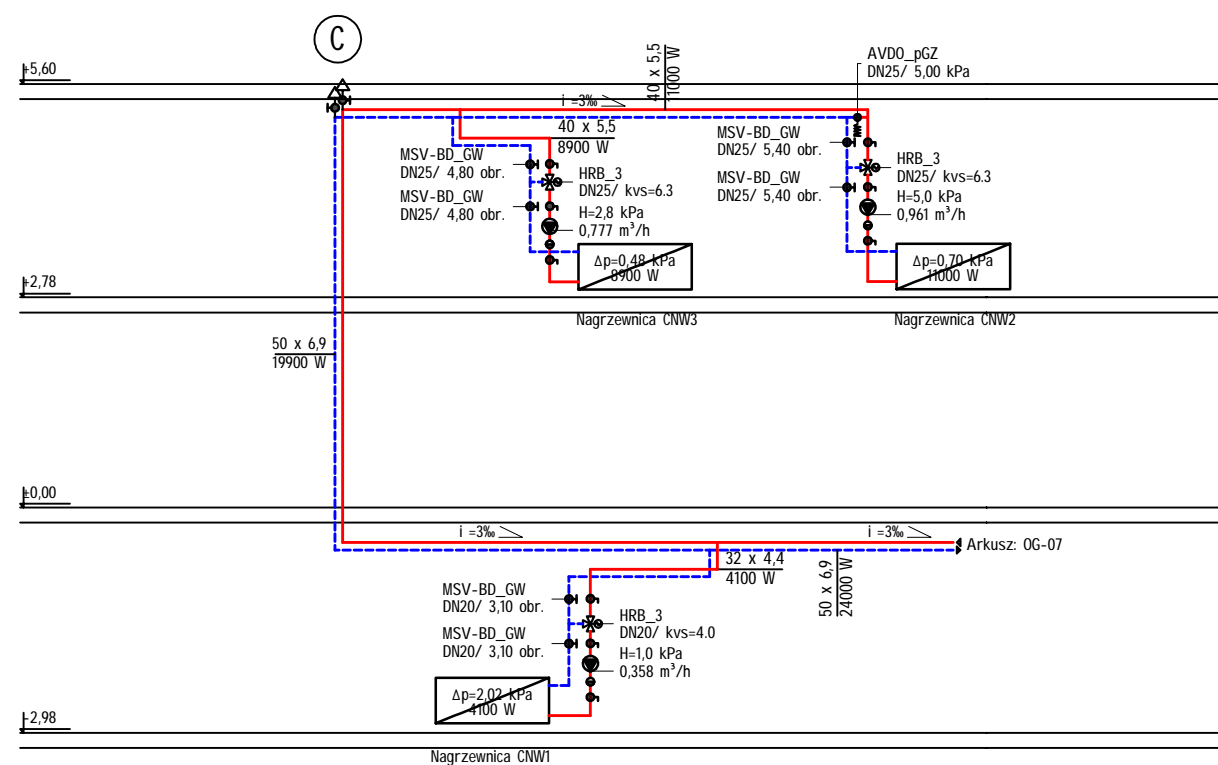 C
+5,60
AVDO_pGZ
DN25/ 5,00 kPa
40 x 5,5
11000 W
i =3‰
40 x 5,5
8900 W
MSV-BD_GW
DN25/ 4,80 obr.
MSV-BD_GW
DN25/ 4,80 obr.
HRB_3
DN25/ kvs=6.3
H=2,8 kPa
0,777 m³/h
Δp=0,48 kPa
8900 W
Nagrzewnica CNW3
MSV-BD_GW
DN25/ 5,40 obr.
MSV-BD_GW
DN25/ 5,40 obr.
HRB_3
DN25/ kvs=6.3
H=5,0 kPa
0,961 m³/h
Δp=0,70 kPa
11000 W
Nagrzewnica CNW2
+2,78
50 x 6,9
19900 W
±0,00
i =3‰
i =3‰
Arkusz: OG-07
32 x 4,4
4100 W
50 x 6,9
24000 W
MSV-BD_GW
DN20/ 3,10 obr.
MSV-BD_GW
DN20/ 3,10 obr.
HRB_3
DN20/ kvs=4.0
H=1,0 kPa
0,358 m³/h
Δp=2,02 kPa
4100 W
-2,98
Nagrzewnica CNW1